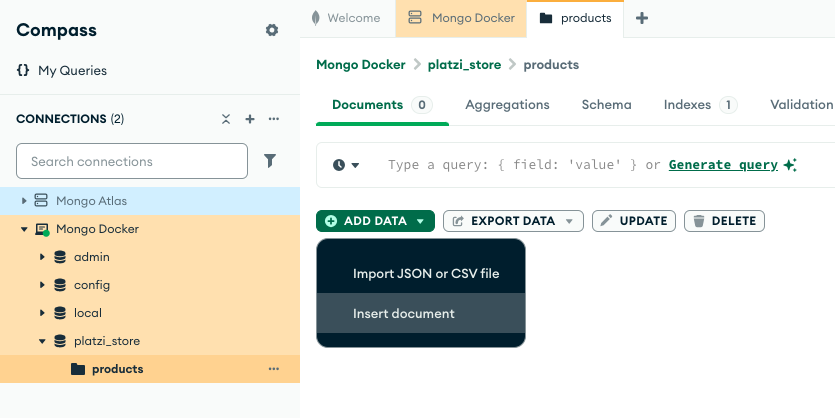 Compass
{} My Queries
CONNECTIONS (2)
Search connections
Mongo Atlas
Mongo Docker
admin
config
local
platzi_store
products
Welcome
Mongo Docker
products
Mongo Docker > platzi_store > products
Documents 0 Aggregations Schema Indexes 1 Validation
Type a query: { field: 'value' } or Generate query
ADD DATA EXPORT DATA UPDATE DELETE
Import JSON or CSV file
Insert document